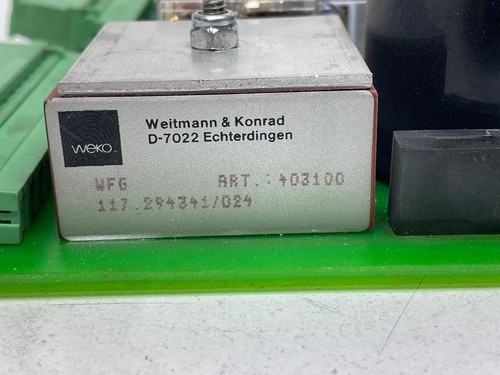 Weitmann & Konrad
D-7022 Echterdingen
weko
WFG ART.:403100
117.294341/024